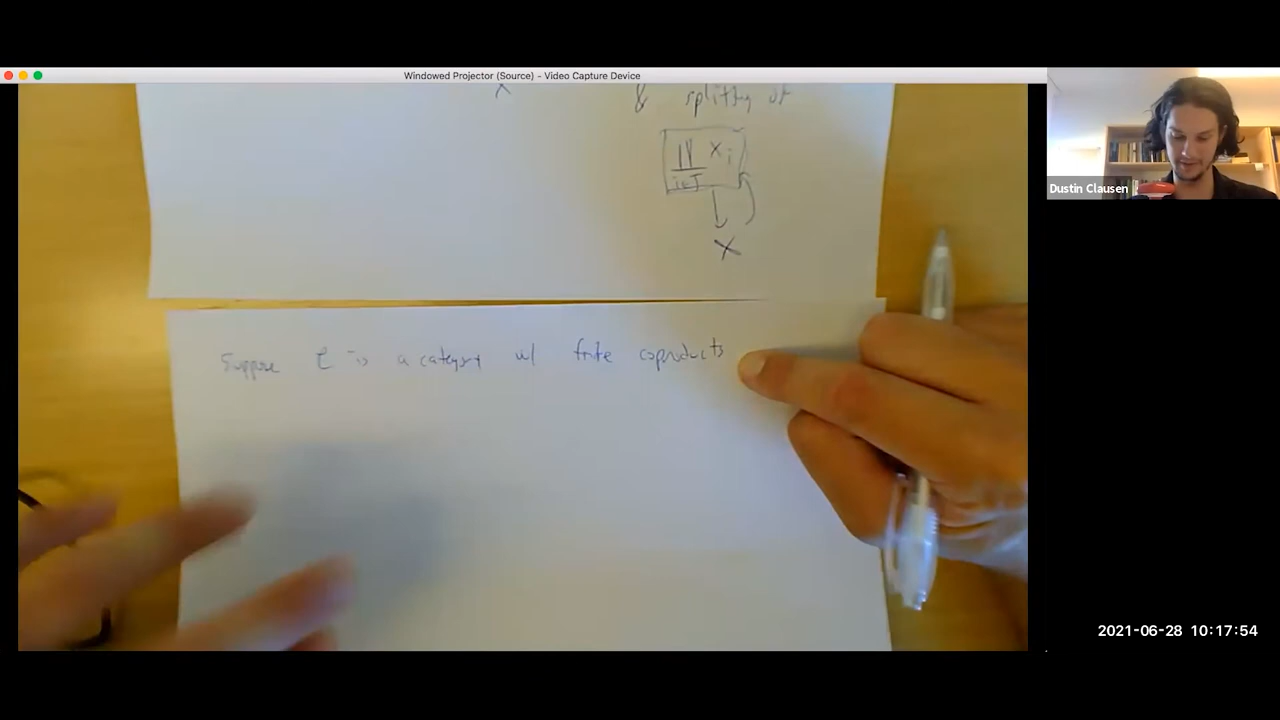 Windowed Projector (Source) - Video Capture Device
& splitting of
∐ X_i
i∈I
X
Dustin Clausen
Suppose C is a category w/ finite coproducts
2021-06-28 10:17:54